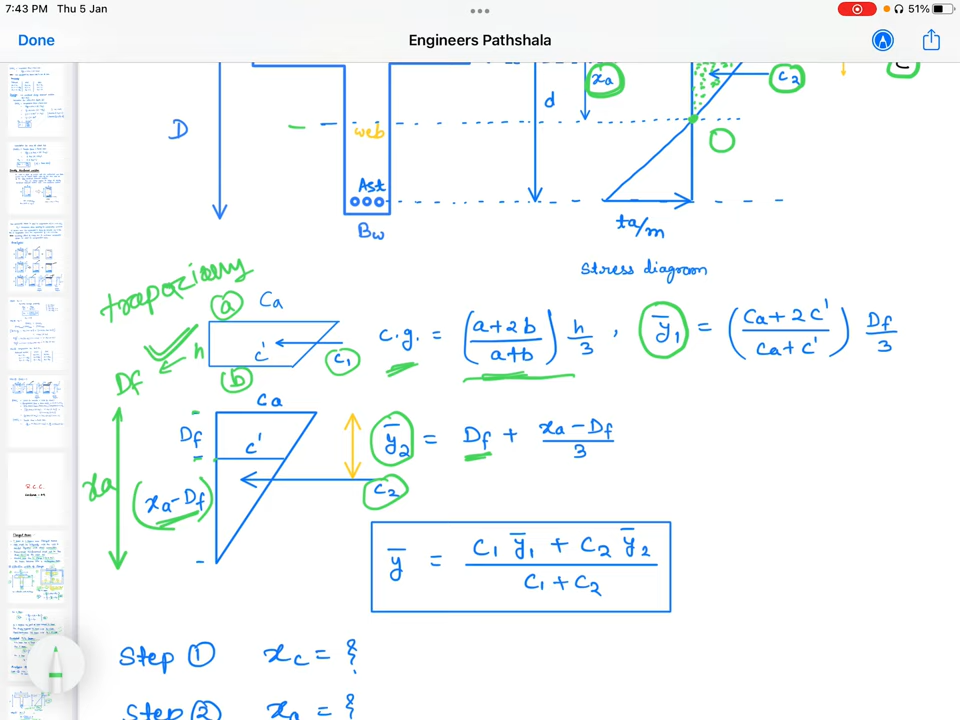 7:43 PM Thu 5 Jan
51%
Done
Engineers Pathshala
xa
C2
C
D
web
d
O
Ast
Bw
ta/m
stress diagram
trapaziouy
a
Ca
h
c'
C1
b
Df
c.g. = (a+2b / a+b) h/3 , ȳ1 = (Ca+2c' / Ca+c') Df/3
Ca
Df
c'
ȳ2 = Df + xa-Df / 3
xa
(xa-Df)
C2
ȳ = C1 ȳ1 + C2 ȳ2 / C1+C2
Step ① xc = {
Step ② xa = {